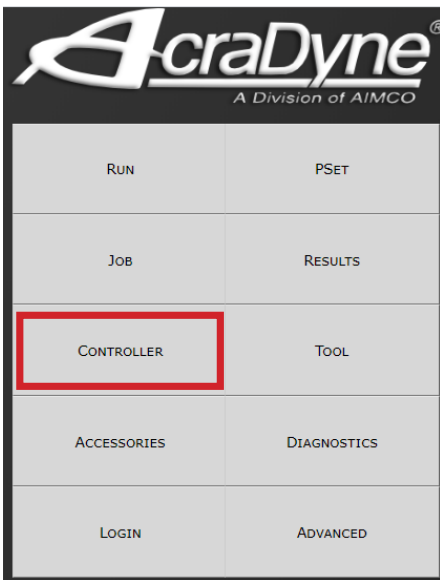 AcraDyne®
A Division of AIMCO
RUN PSET
JOB RESULTS
CONTROLLER TOOL
ACCESSORIES DIAGNOSTICS
LOGIN ADVANCED